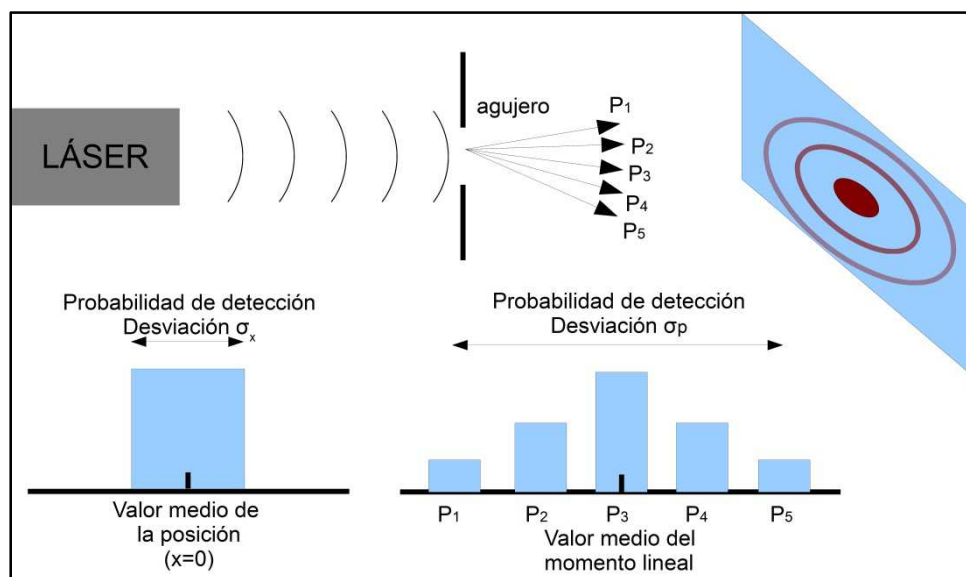 LÁSER
agujero
P1
P2
P3
P4
P5
Probabilidad de detección
Desviación σx
Valor medio de
la posición
(x=0)
Probabilidad de detección
Desviación σp
P1 P2 P3 P4 P5
Valor medio del
momento lineal